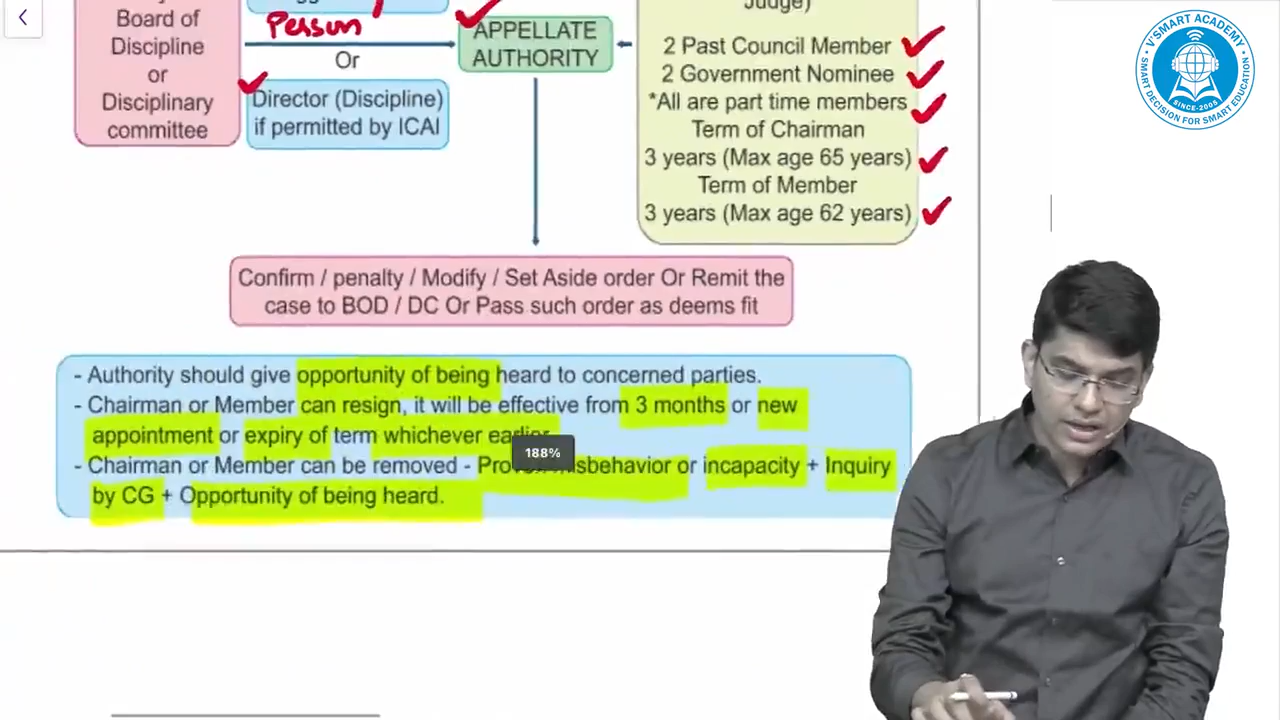 Board of
Discipline
or
Disciplinary
committee
Person
Or
Director (Discipline)
if permitted by ICAI
APPELLATE
AUTHORITY
Judge)
2 Past Council Member
2 Government Nominee
*All are part time members
Term of Chairman
3 years (Max age 65 years)
Term of Member
3 years (Max age 62 years)
Confirm / penalty / Modify / Set Aside order Or Remit the
case to BOD / DC Or Pass such order as deems fit
- Authority should give opportunity of being heard to concerned parties.
- Chairman or Member can resign, it will be effective from 3 months or new
appointment or expiry of term whichever earlier
188%
- Chairman or Member can be removed - Proven misbehavior or incapacity + Inquiry
by CG + Opportunity of being heard.
V'SMART ACADEMY
SINCE-2005
SMART DECISION FOR SMART EDUCATION